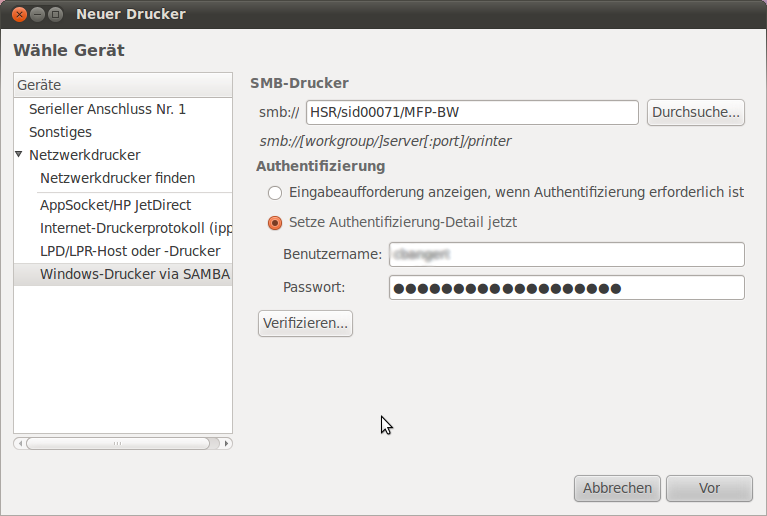 Neuer Drucker
Wähle Gerät
Geräte
Serieller Anschluss Nr. 1
Sonstiges
Netzwerkdrucker
Netzwerkdrucker finden
AppSocket/HP JetDirect
Internet-Druckerprotokoll (ipp
LPD/LPR-Host oder -Drucker
Windows-Drucker via SAMBA
SMB-Drucker
smb:// HSR/sid00071/MFP-BW Durchsuche...
smb://[workgroup/]server[:port]/printer
Authentifizierung
Eingabeaufforderung anzeigen, wenn Authentifizierung erforderlich ist
Setze Authentifizierung-Detail jetzt
Benutzername:
Passwort: ●●●●●●●●●●●●●●●●●●●
Verifizieren...
Abbrechen Vor